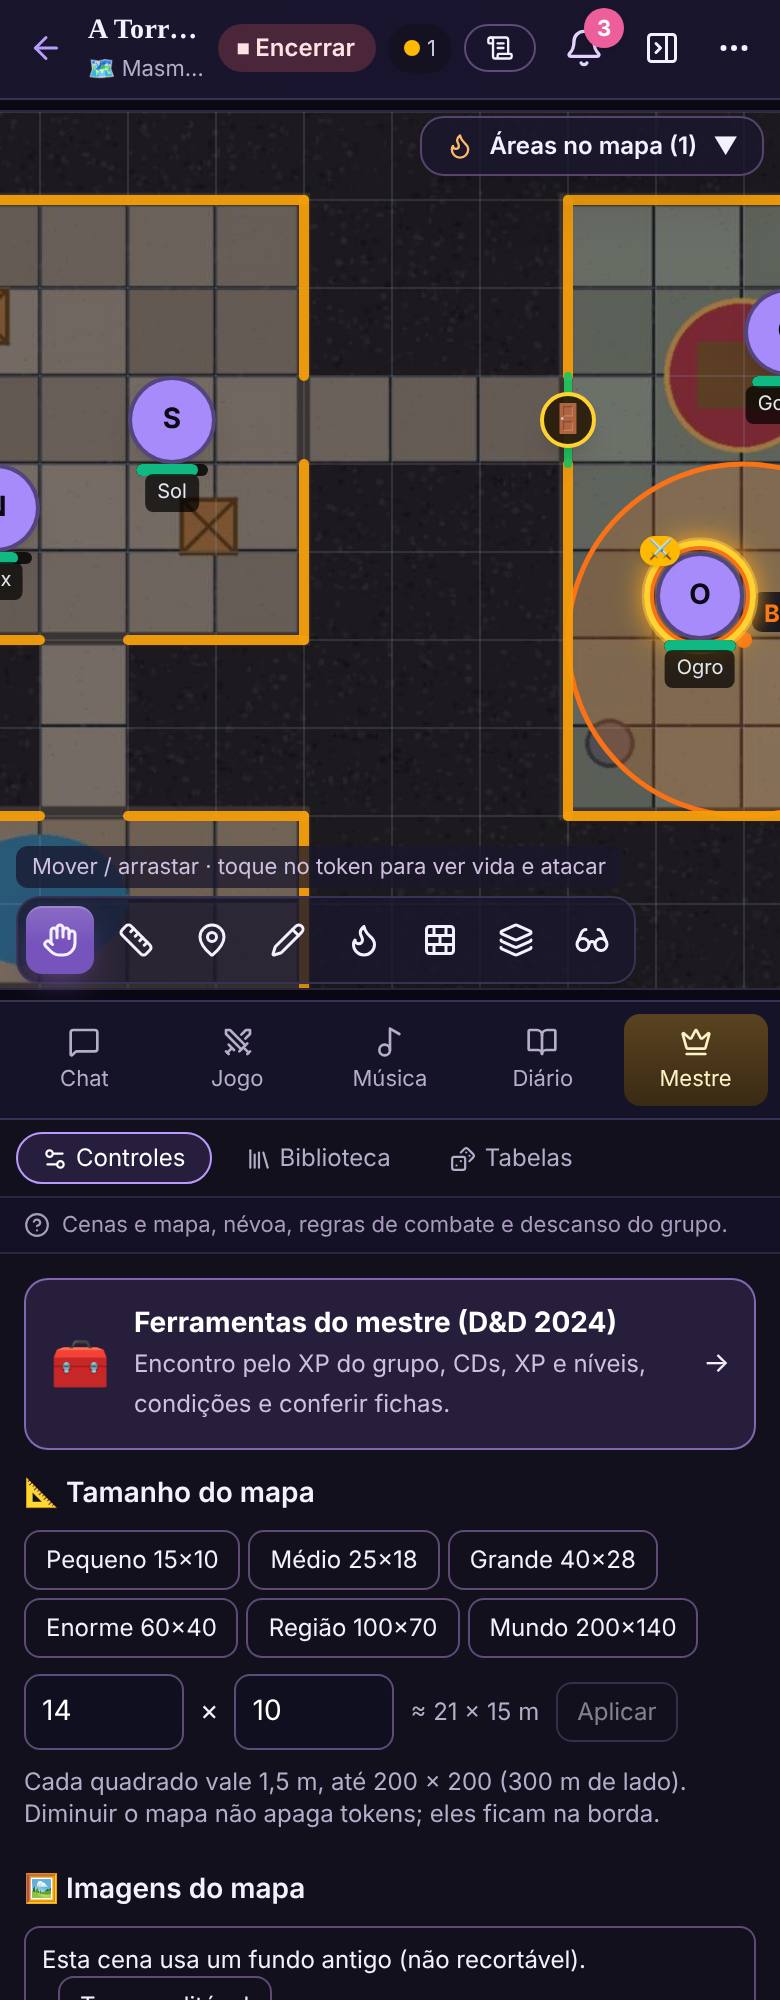 A Torr...
🗺️ Masm...
Encerrar
1
3
Áreas no mapa (1) ▼
S
Sol
x
Go
O
B
Ogro
Mover / arrastar · toque no token para ver vida e atacar
Chat
Jogo
Música
Diário
Mestre
Controles
Biblioteca
Tabelas
Cenas e mapa, névoa, regras de combate e descanso do grupo.
Ferramentas do mestre (D&D 2024)
Encontro pelo XP do grupo, CDs, XP e níveis,
condições e conferir fichas.
📐 Tamanho do mapa
Pequeno 15×10
Médio 25×18
Grande 40×28
Enorme 60×40
Região 100×70
Mundo 200×140
14 × 10 ≈ 21 × 15 m Aplicar
Cada quadrado vale 1,5 m, até 200 × 200 (300 m de lado).
Diminuir o mapa não apaga tokens; eles ficam na borda.
🖼️ Imagens do mapa
Esta cena usa um fundo antigo (não recortável).